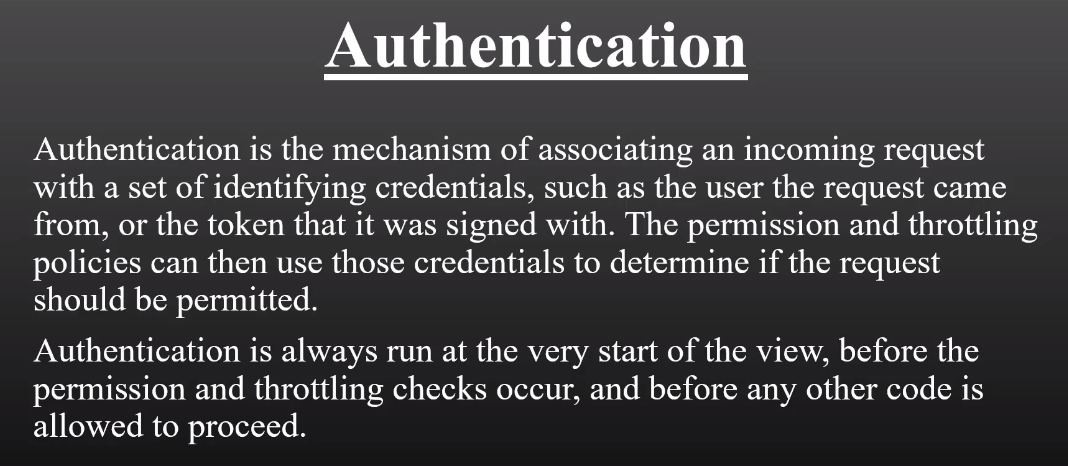 Authentication
Authentication is the mechanism of associating an incoming request
with a set of identifying credentials, such as the user the request came
from, or the token that it was signed with. The permission and throttling
policies can then use those credentials to determine if the request
should be permitted.
Authentication is always run at the very start of the view, before the
permission and throttling checks occur, and before any other code is
allowed to proceed.